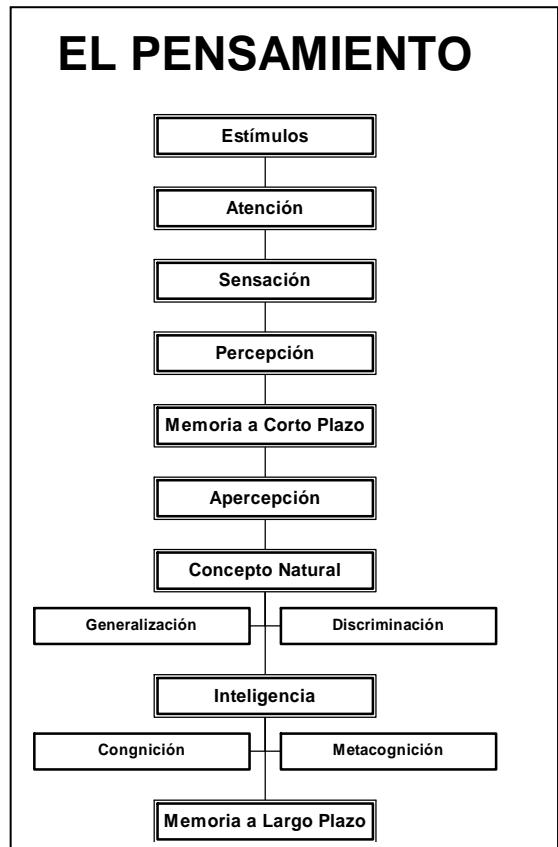 EL PENSAMIENTO
Estímulos
Atención
Sensación
Percepción
Memoria a Corto Plazo
Apercepción
Concepto Natural
Generalización
Discriminación
Inteligencia
Congnición
Metacognición
Memoria a Largo Plazo